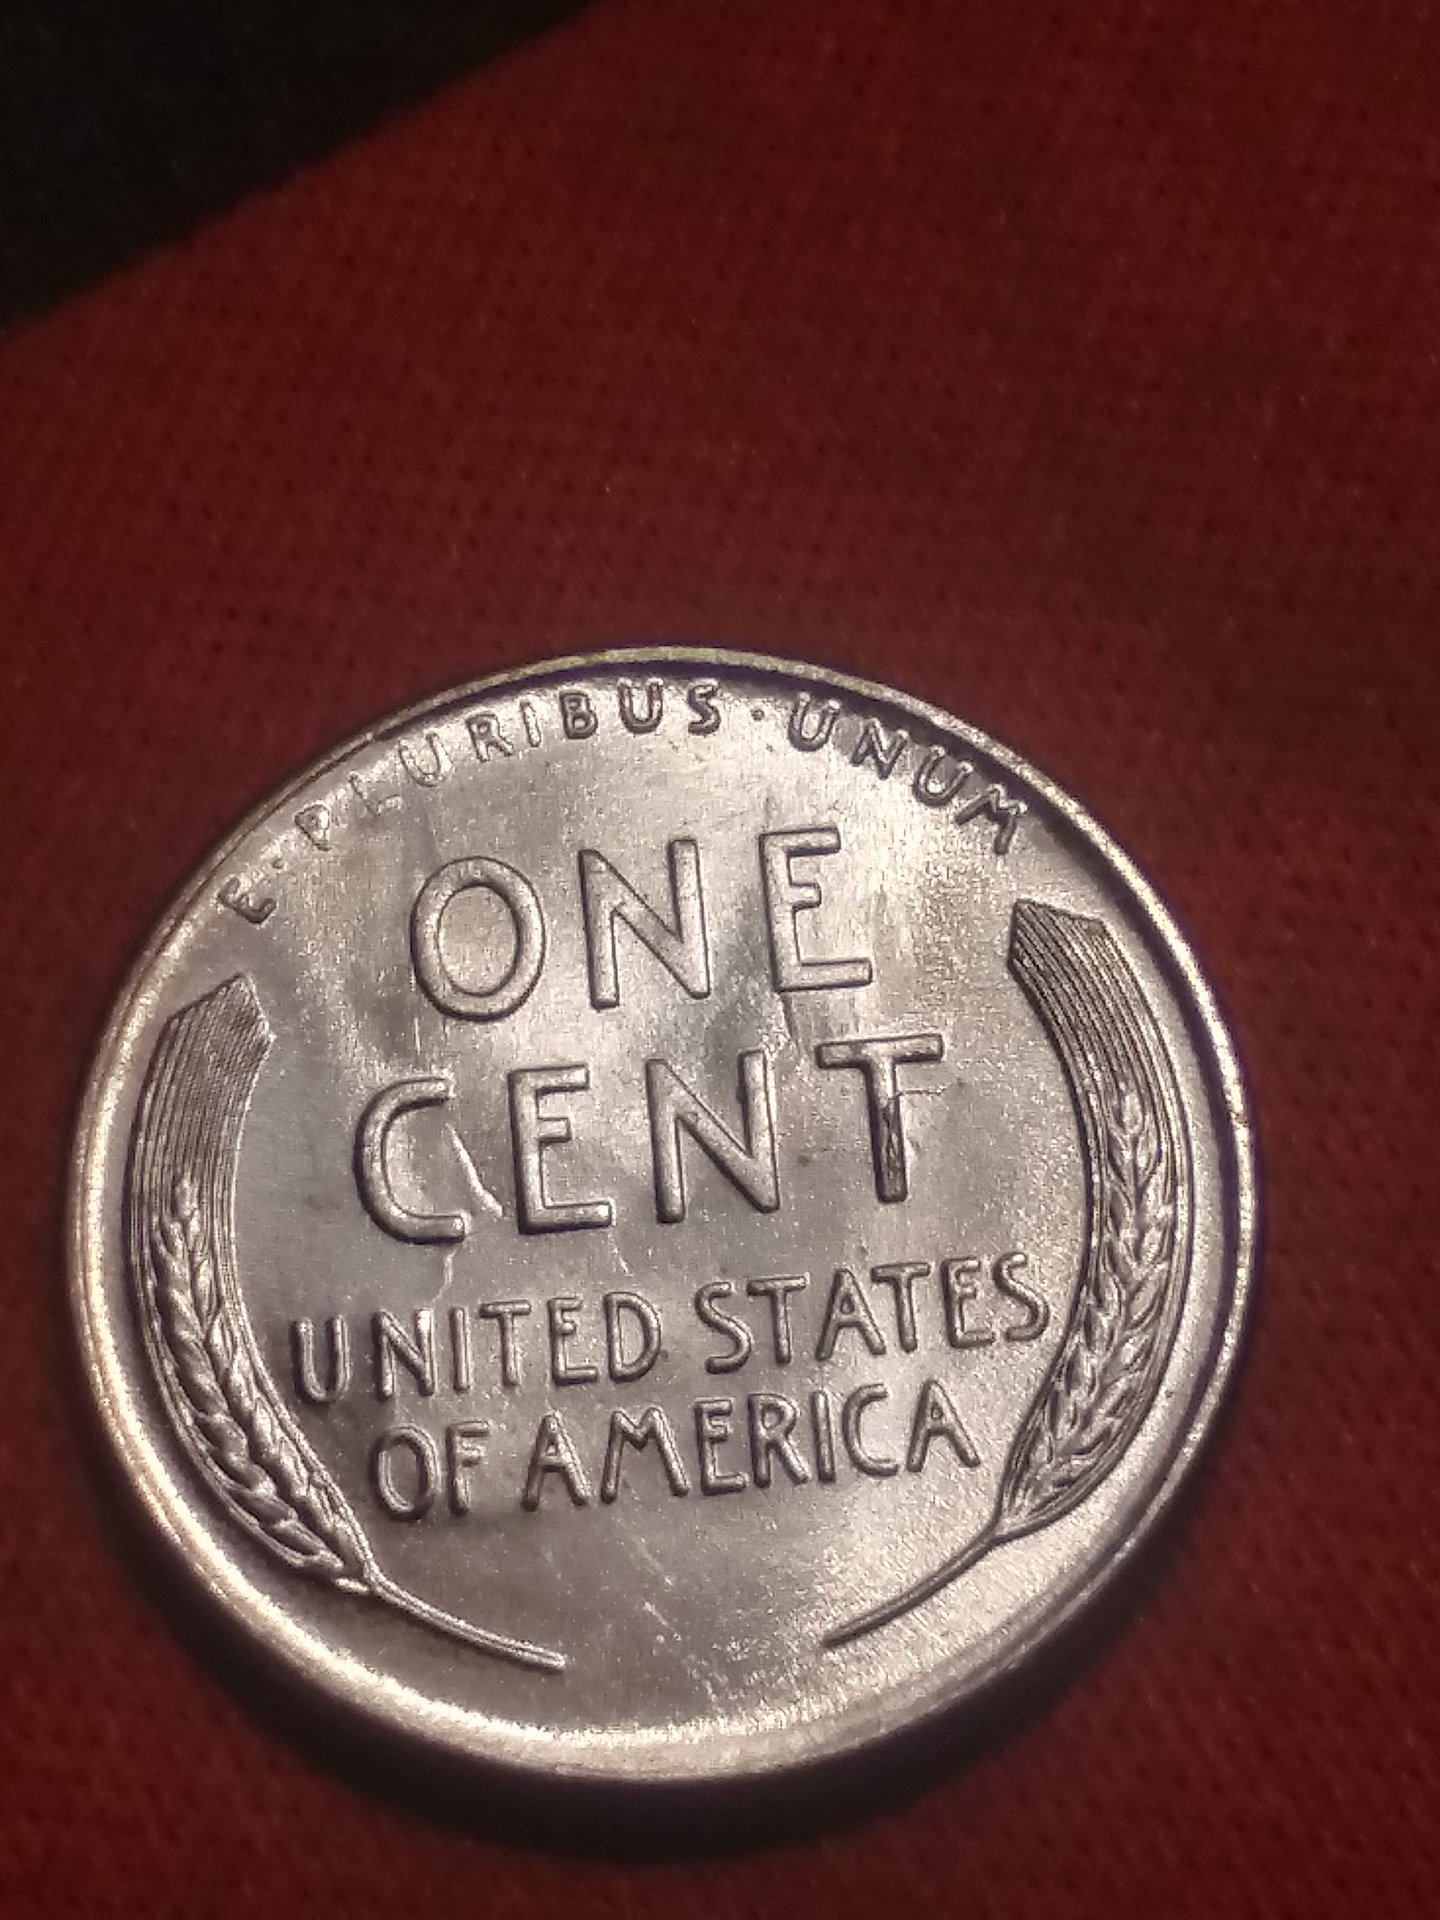 E·PLURIBUS·UNUM
ONE
CENT
UNITED STATES
OF AMERICA